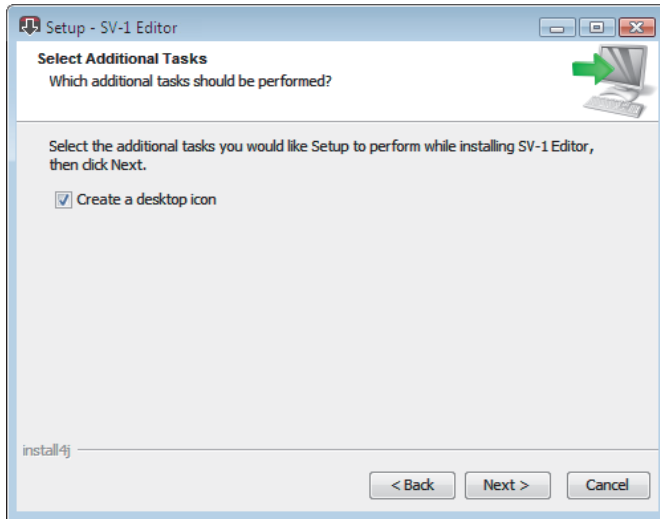 Setup - SV-1 Editor
Select Additional Tasks
Which additional tasks should be performed?
Select the additional tasks you would like Setup to perform while installing SV-1 Editor,
then click Next.
Create a desktop icon
install4j
< Back Next > Cancel